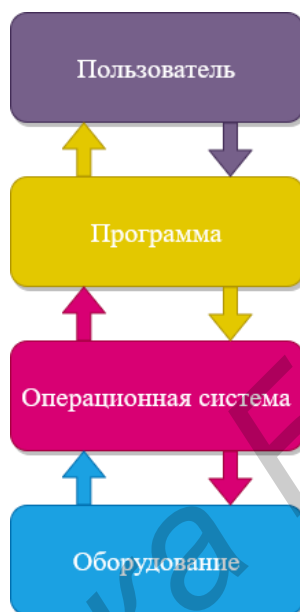 Пользователь
Программа
Операционная система
Оборудование